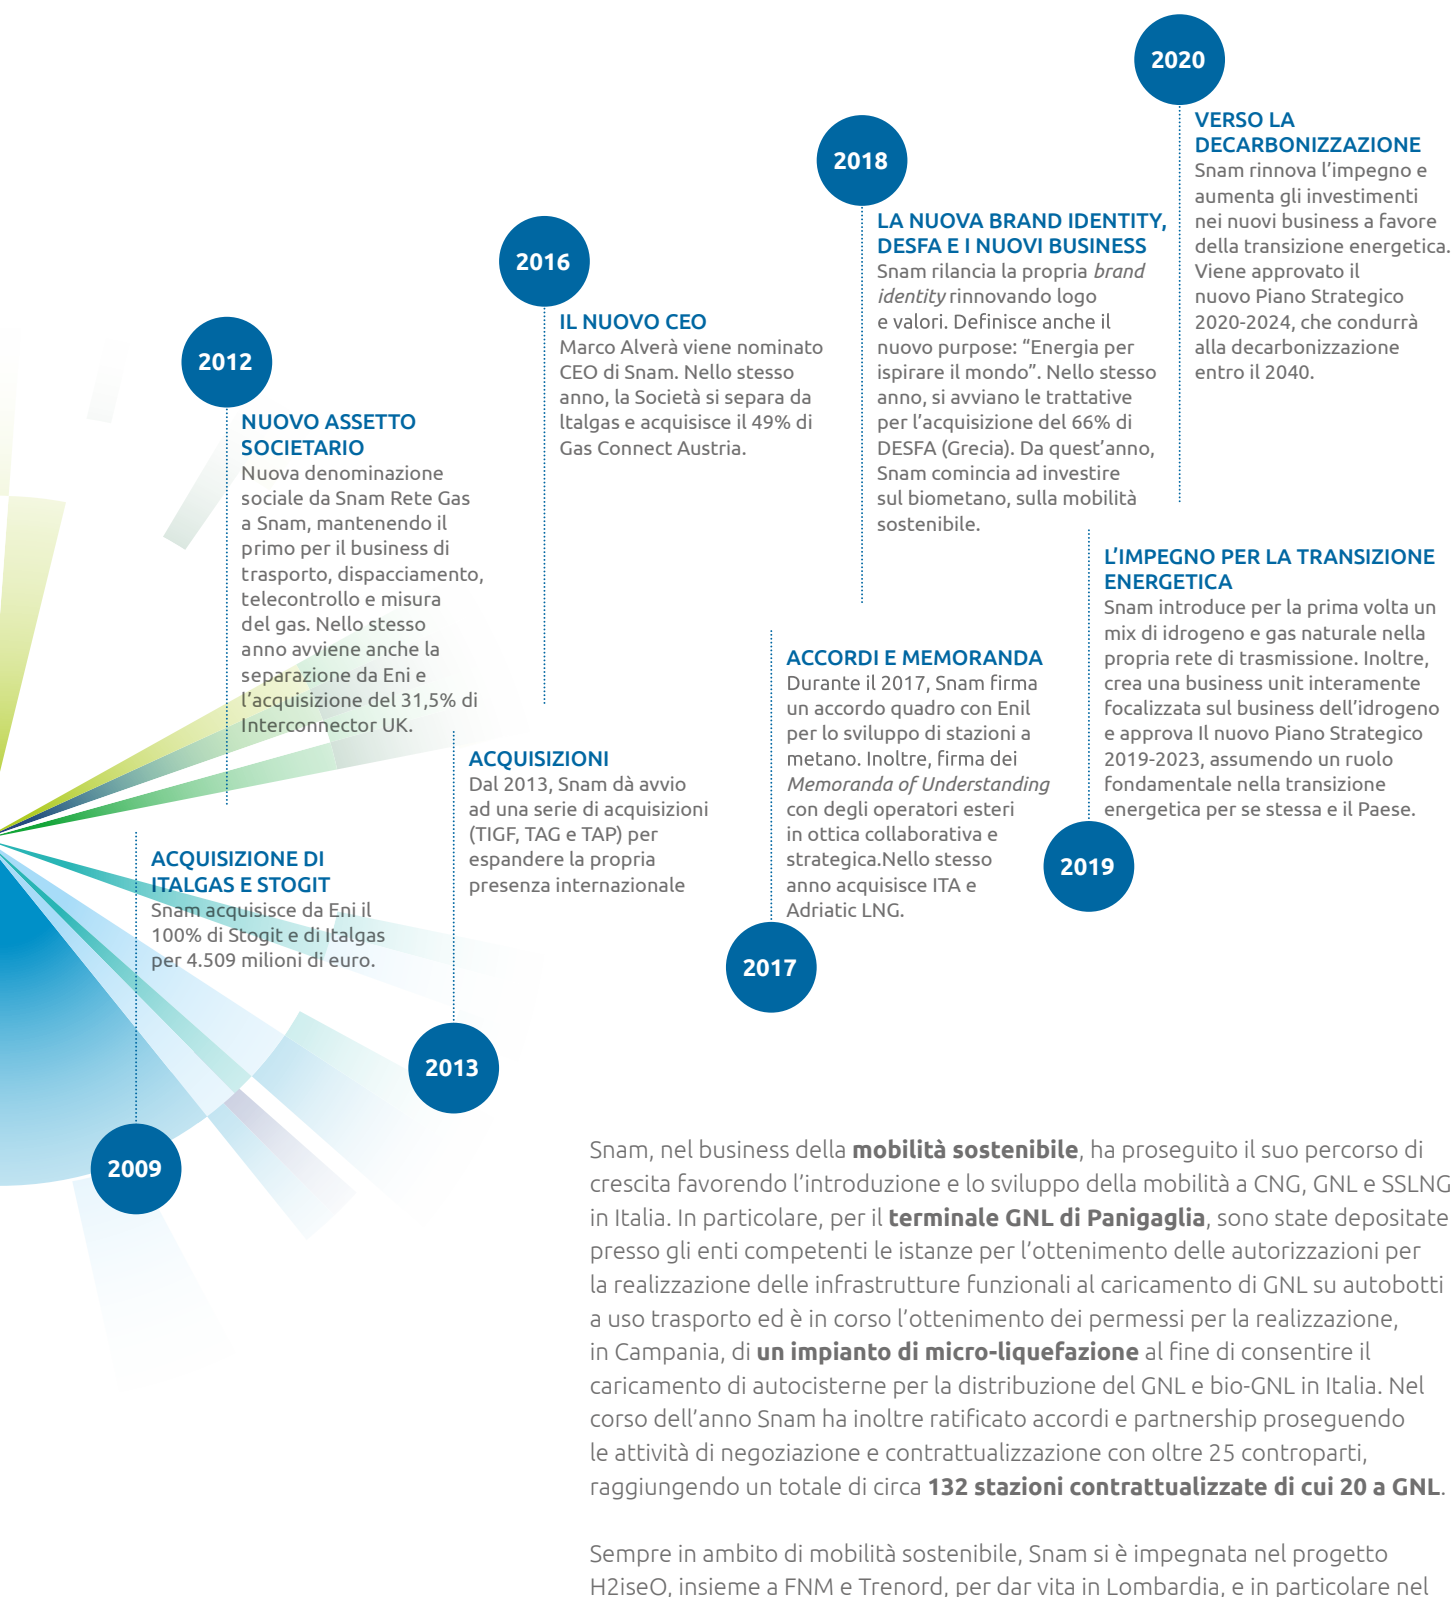 2020
VERSO LA
DECARBONIZZAZIONE
Snam rinnova l’impegno e
aumenta gli investimenti
nei nuovi business a favore
della transizione energetica.
Viene approvato il
nuovo Piano Strategico
2020-2024, che condurrà
alla decarbonizzazione
entro il 2040.
2018
LA NUOVA BRAND IDENTITY,
DESFA E I NUOVI BUSINESS
Snam rilancia la propria brand
identity rinnovando logo
e valori. Definisce anche il
nuovo purpose: “Energia per
ispirare il mondo”. Nello stesso
anno, si avviano le trattative
per l’acquisizione del 66% di
DESFA (Grecia). Da quest’anno,
Snam comincia ad investire
sul biometano, sulla mobilità
sostenibile.
2016
IL NUOVO CEO
Marco Alverà viene nominato
CEO di Snam. Nello stesso
anno, la Società si separa da
ltalgas e acquisisce il 49% di
Gas Connect Austria.
2012
NUOVO ASSETTO
SOCIETARIO
Nuova denominazione
sociale da Snam Rete Gas
a Snam, mantenendo il
primo per il business di
trasporto, dispacciamento,
telecontrollo e misura
del gas. Nello stesso
anno avviene anche la
separazione da Eni e
l’acquisizione del 31,5% di
Interconnector UK.
L’IMPEGNO PER LA TRANSIZIONE
ENERGETICA
Snam introduce per la prima volta un
mix di idrogeno e gas naturale nella
propria rete di trasmissione. Inoltre,
crea una business unit interamente
focalizzata sul business dell’idrogeno
e approva Il nuovo Piano Strategico
2019-2023, assumendo un ruolo
fondamentale nella transizione
energetica per se stessa e il Paese.
2019
ACCORDI E MEMORANDA
Durante il 2017, Snam firma
un accordo quadro con Enil
per lo sviluppo di stazioni a
metano. Inoltre, firma dei
Memoranda of Understanding
con degli operatori esteri
in ottica collaborativa e
strategica.Nello stesso
anno acquisisce ITA e
Adriatic LNG.
2017
ACQUISIZIONI
Dal 2013, Snam dà avvio
ad una serie di acquisizioni
(TIGF, TAG e TAP) per
espandere la propria
presenza internazionale
2013
ACQUISIZIONE DI
ITALGAS E STOGIT
Snam acquisisce da Eni il
100% di Stogit e di Italgas
per 4.509 milioni di euro.
2009
Snam, nel business della mobilità sostenibile, ha proseguito il suo percorso di
crescita favorendo l’introduzione e lo sviluppo della mobilità a CNG, GNL e SSLNG
in Italia. In particolare, per il terminale GNL di Panigaglia, sono state depositate
presso gli enti competenti le istanze per l’ottenimento delle autorizzazioni per
la realizzazione delle infrastrutture funzionali al caricamento di GNL su autobotti
a uso trasporto ed è in corso l’ottenimento dei permessi per la realizzazione,
in Campania, di un impianto di micro-liquefazione al fine di consentire il
caricamento di autocisterne per la distribuzione del GNL e bio-GNL in Italia. Nel
corso dell’anno Snam ha inoltre ratificato accordi e partnership proseguendo
le attività di negoziazione e contrattualizzazione con oltre 25 controparti,
raggiungendo un totale di circa 132 stazioni contrattualizzate di cui 20 a GNL.
Sempre in ambito di mobilità sostenibile, Snam si è impegnata nel progetto
H2iseO, insieme a FNM e Trenord, per dar vita in Lombardia, e in particolare nel